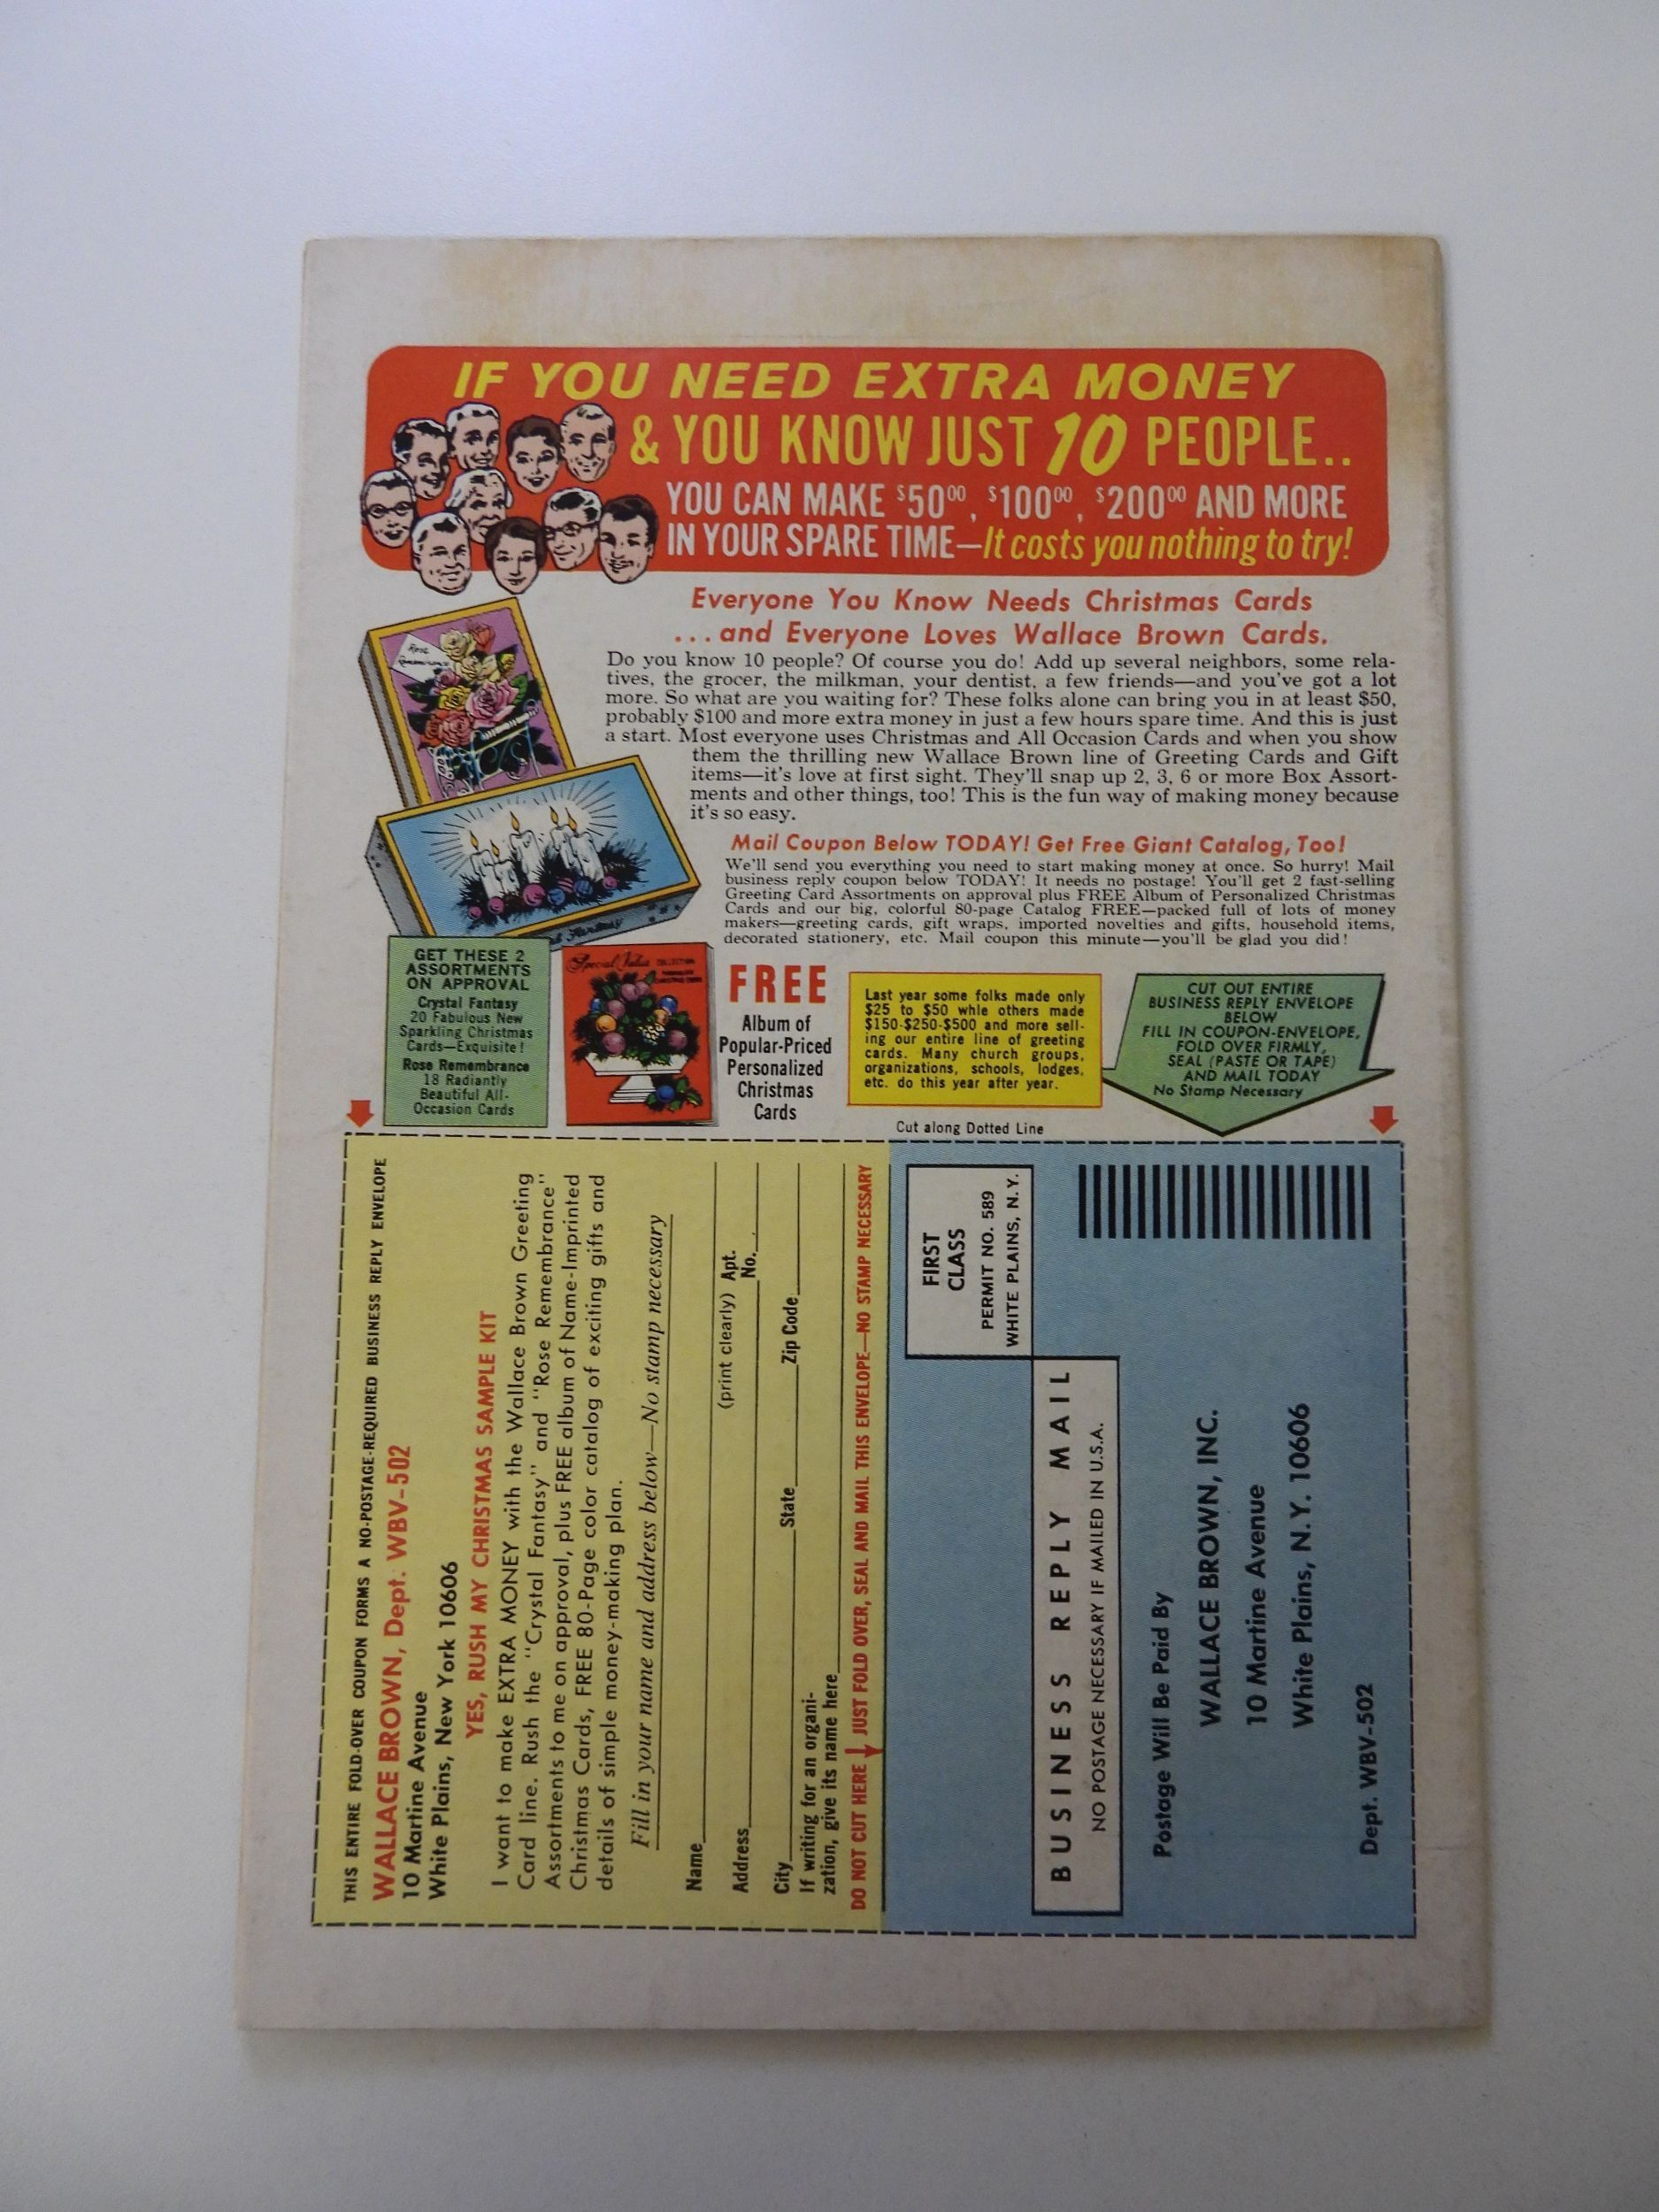 IF YOU NEED EXTRA MONEY
& YOU KNOW JUST 10 PEOPLE..
YOU CAN MAKE $50⁰⁰, $100⁰⁰, $200⁰⁰ AND MORE
IN YOUR SPARE TIME—It costs you nothing to try!
Everyone You Know Needs Christmas Cards
...and Everyone Loves Wallace Brown Cards.
Rose
Remembrance
Do you know 10 people? Of course you do! Add up several neighbors, some rela-
tives, the grocer, the milkman, your dentist, a few friends—and you've got a lot
more. So what are you waiting for? These folks alone can bring you in at least $50,
probably $100 and more extra money in just a few hours spare time. And this is just
a start. Most everyone uses Christmas and All Occasion Cards and when you show
them the thrilling new Wallace Brown line of Greeting Cards and Gift
items—it's love at first sight. They'll snap up 2, 3, 6 or more Box Assort-
ments and other things, too! This is the fun way of making money because
it's so easy.
Mail Coupon Below TODAY! Get Free Giant Catalog, Too!
We'll send you everything you need to start making money at once. So hurry! Mail
business reply coupon below TODAY! It needs no postage! You'll get 2 fast-selling
Greeting Card Assortments on approval plus FREE Album of Personalized Christmas
Cards and our big, colorful 80-page Catalog FREE—packed full of lots of money
makers—greeting cards, gift wraps, imported novelties and gifts, household items,
decorated stationery, etc. Mail coupon this minute—you'll be glad you did!
Fantasy
GET THESE 2
ASSORTMENTS
ON APPROVAL
Crystal Fantasy
20 Fabulous New
Sparkling Christmas
Cards—Exquisite!
Rose Remembrance
18 Radiantly
Beautiful All-
Occasion Cards
Special Value COLLECTION
FREE
Album of
Popular-Priced
Personalized
Christmas
Cards
Last year some folks made only
$25 to $50 whle others made
$150-$250-$500 and more sell-
ing our entire line of greeting
cards. Many church groups,
organizations, schools, lodges,
etc. do this year after year.
CUT OUT ENTIRE
BUSINESS REPLY ENVELOPE
BELOW
FILL IN COUPON-ENVELOPE,
FOLD OVER FIRMLY,
SEAL (PASTE OR TAPE)
AND MAIL TODAY
No Stamp Necessary
Cut along Dotted Line
THIS ENTIRE FOLD-OVER COUPON FORMS A NO-POSTAGE-REQUIRED BUSINESS REPLY ENVELOPE
WALLACE BROWN, Dept. WBV-502
10 Martine Avenue
White Plains, New York 10606
YES, RUSH MY CHRISTMAS SAMPLE KIT
I want to make EXTRA MONEY with the Wallace Brown Greeting
Card line. Rush the "Crystal Fantasy" and "Rose Remembrance"
Assortments to me on approval, plus FREE album of Name-Imprinted
Christmas Cards, FREE 80-Page color catalog of exciting gifts and
details of simple money-making plan.
Fill in your name and address below—No stamp necessary
Name
(print clearly) Apt.
Address No.
City State Zip Code
If writing for an organi-
zation, give its name here
DO NOT CUT HERE JUST FOLD OVER, SEAL AND MAIL THIS ENVELOPE—NO STAMP NECESSARY
FIRST
CLASS
PERMIT NO. 589
WHITE PLAINS, N.Y.
BUSINESS REPLY MAIL
NO POSTAGE NECESSARY IF MAILED IN U.S.A.
Postage Will Be Paid By
WALLACE BROWN, INC.
10 Martine Avenue
White Plains, N.Y. 10606
Dept. WBV-502